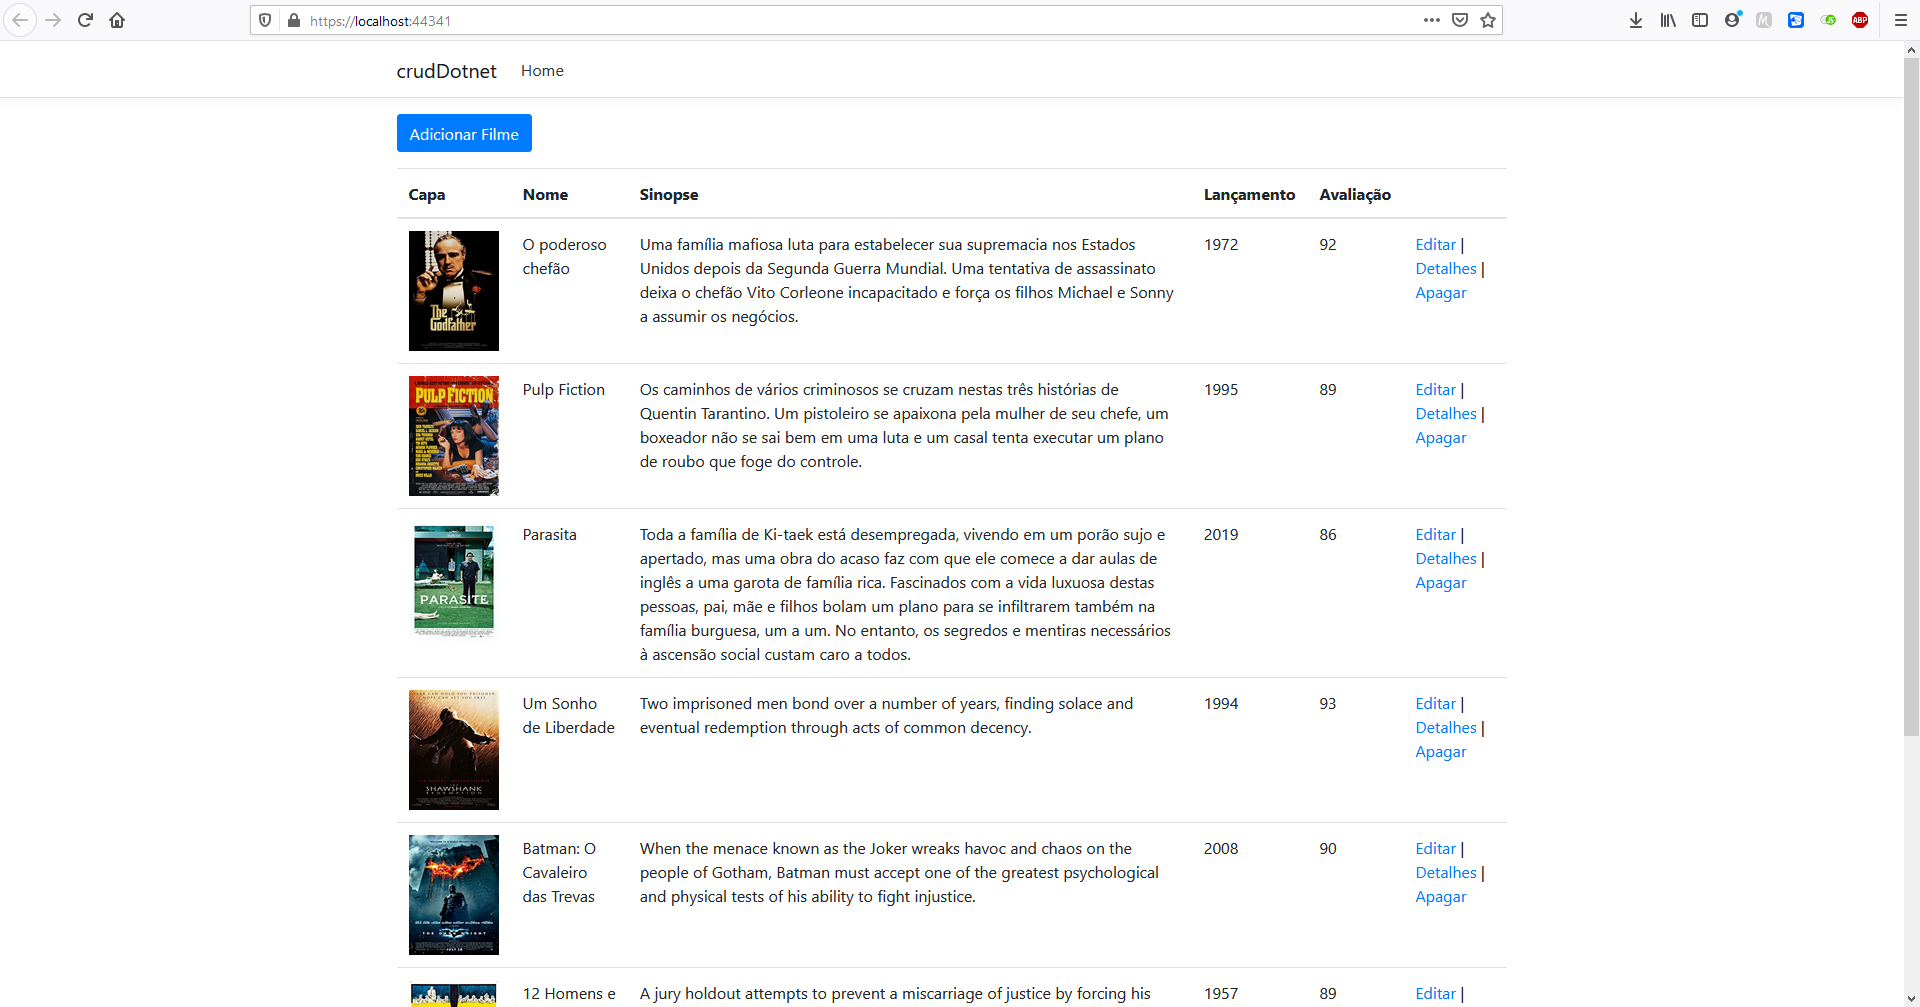 https://localhost:44341
ABP
crudDotnet Home
Adicionar Filme
Capa Nome Sinopse Lançamento Avaliação
The
Godfather
O poderoso
chefão
Uma família mafiosa luta para estabelecer sua supremacia nos Estados
Unidos depois da Segunda Guerra Mundial. Uma tentativa de assassinato
deixa o chefão Vito Corleone incapacitado e força os filhos Michael e Sonny
a assumir os negócios.
1972
92
Editar |
Detalhes |
Apagar
PULP FICTION
Pulp Fiction
Os caminhos de vários criminosos se cruzam nestas três histórias de
Quentin Tarantino. Um pistoleiro se apaixona pela mulher de seu chefe, um
boxeador não se sai bem em uma luta e um casal tenta executar um plano
de roubo que foge do controle.
1995
89
Editar |
Detalhes |
Apagar
PARASITE
Parasita
Toda a família de Ki-taek está desempregada, vivendo em um porão sujo e
apertado, mas uma obra do acaso faz com que ele comece a dar aulas de
inglês a uma garota de família rica. Fascinados com a vida luxuosa destas
pessoas, pai, mãe e filhos bolam um plano para se infiltrarem também na
família burguesa, um a um. No entanto, os segredos e mentiras necessários
à ascensão social custam caro a todos.
2019
86
Editar |
Detalhes |
Apagar
SHAWSHANK
REDEMPTION
Um Sonho
de Liberdade
Two imprisoned men bond over a number of years, finding solace and
eventual redemption through acts of common decency.
1994
93
Editar |
Detalhes |
Apagar
THE DARK KNIGHT
Batman: O
Cavaleiro
das Trevas
When the menace known as the Joker wreaks havoc and chaos on the
people of Gotham, Batman must accept one of the greatest psychological
and physical tests of his ability to fight injustice.
2008
90
Editar |
Detalhes |
Apagar
12 Homens e
A jury holdout attempts to prevent a miscarriage of justice by forcing his
1957
89
Editar |